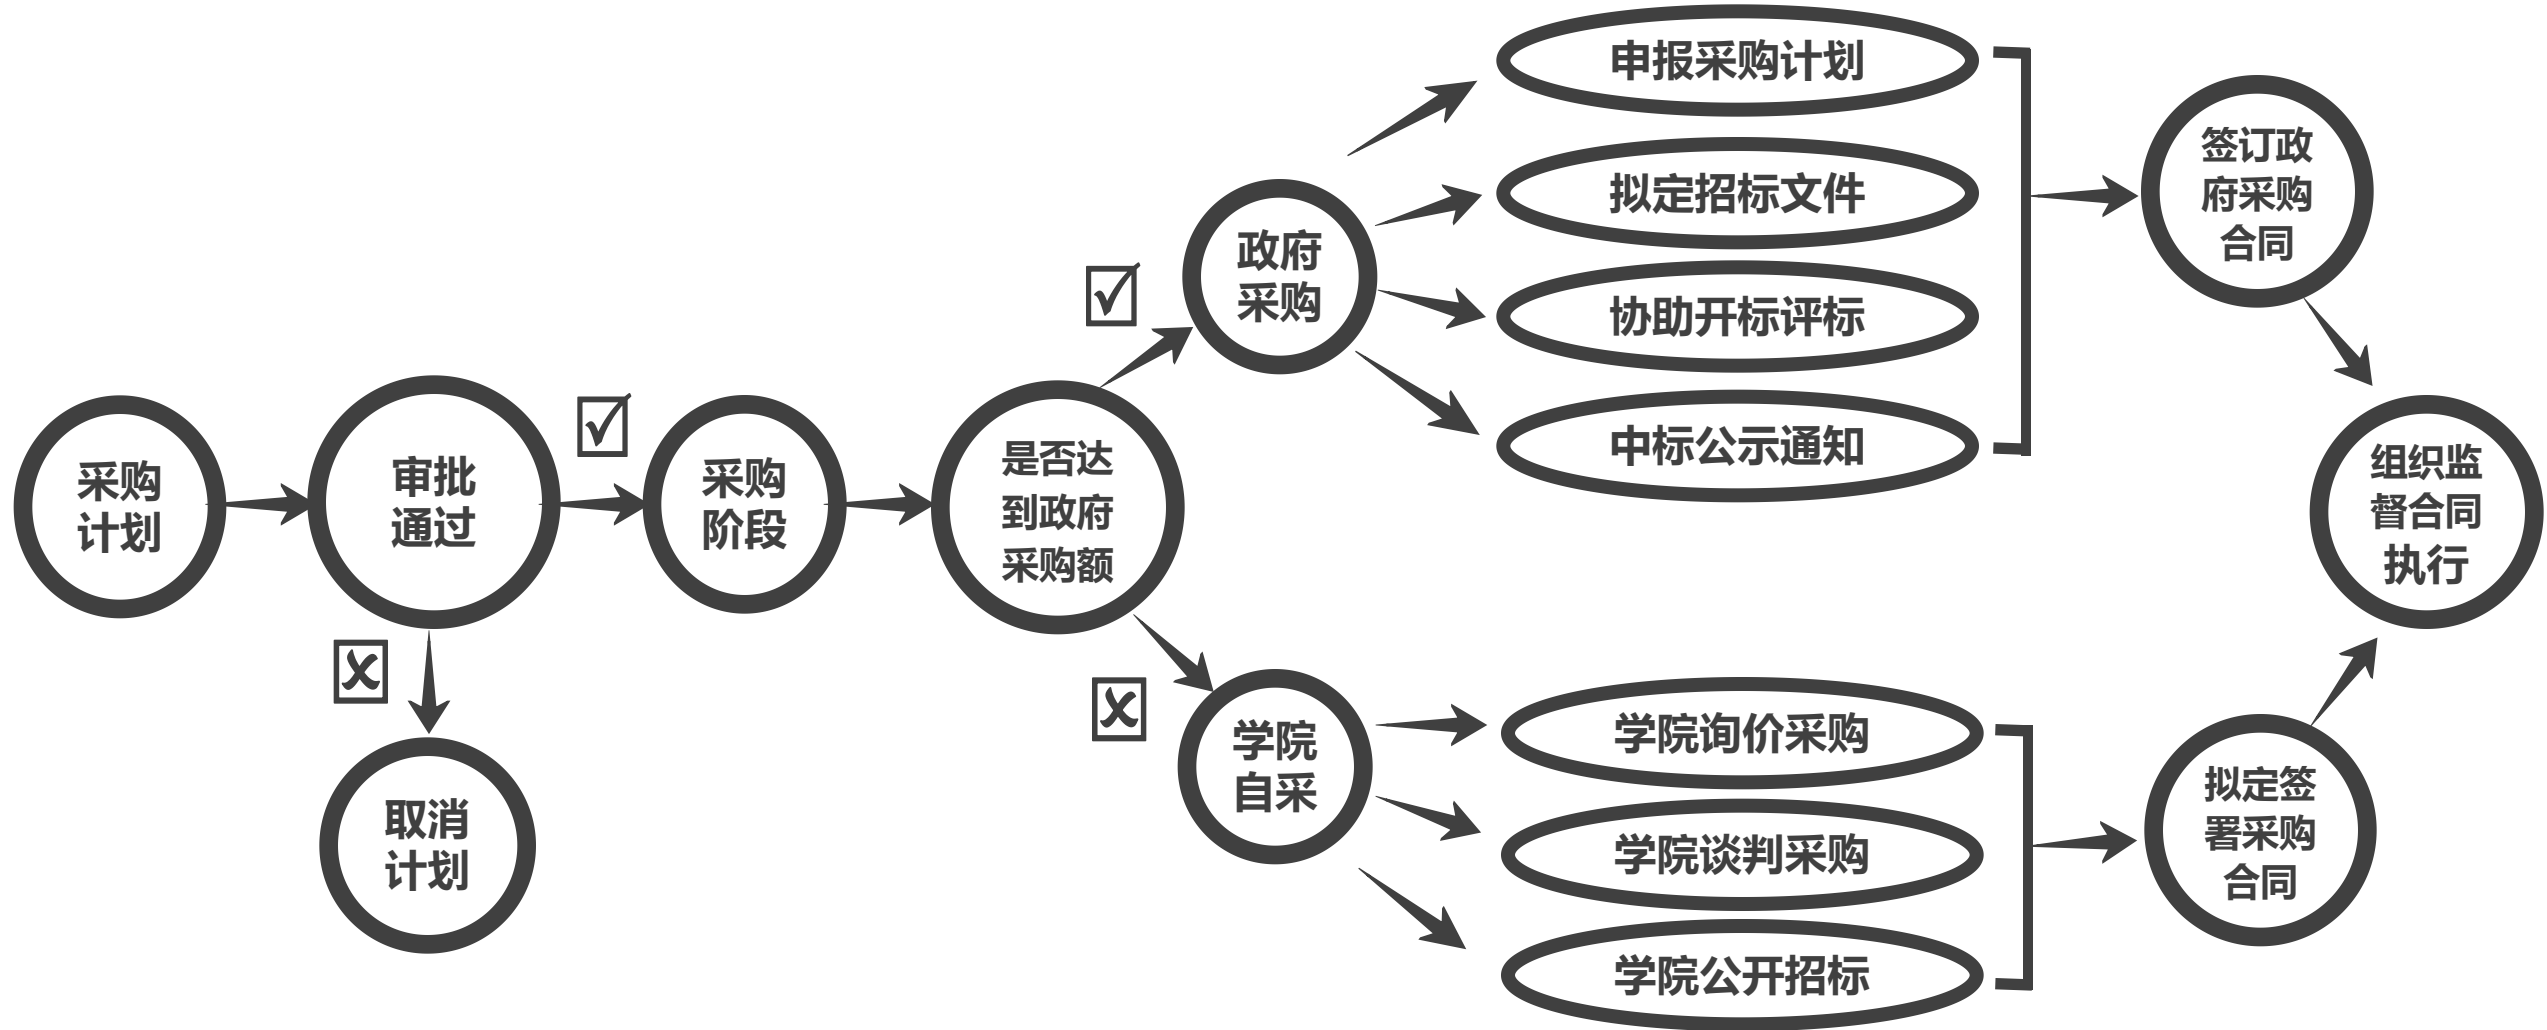 采购
计划
审批
通过
☑
☒
取消
计划
采购
阶段
是否达
到政府
采购额
☑
政府
采购
申报采购计划
拟定招标文件
协助开标评标
中标公示通知
签订政
府采购
合同
☒
学院
自采
学院询价采购
学院谈判采购
学院公开招标
拟定签
署采购
合同
组织监
督合同
执行